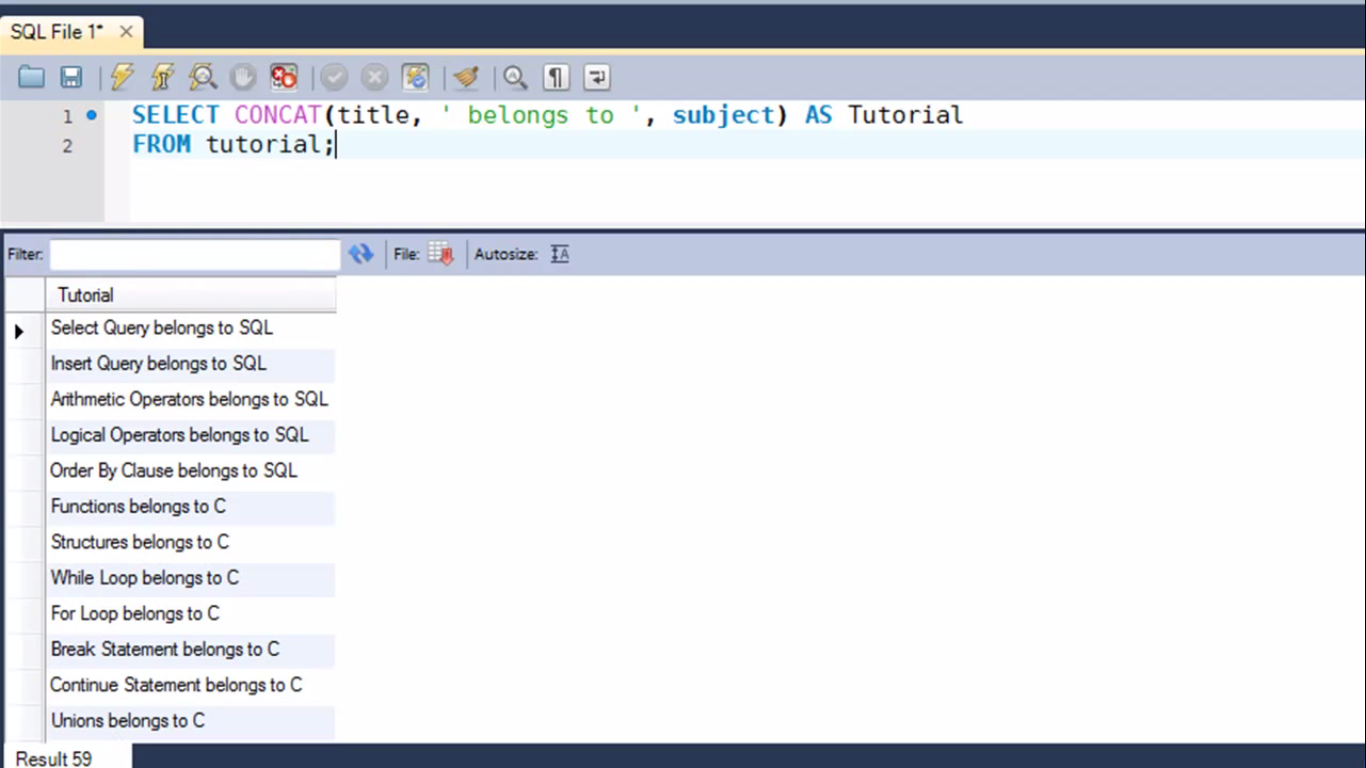 SQL File 1*
1 SELECT CONCAT(title, ' belongs to ', subject) AS Tutorial
2 FROM tutorial;
Filter: File: Autosize:
Tutorial
Select Query belongs to SQL
Insert Query belongs to SQL
Arithmetic Operators belongs to SQL
Logical Operators belongs to SQL
Order By Clause belongs to SQL
Functions belongs to C
Structures belongs to C
While Loop belongs to C
For Loop belongs to C
Break Statement belongs to C
Continue Statement belongs to C
Unions belongs to C
Result 59